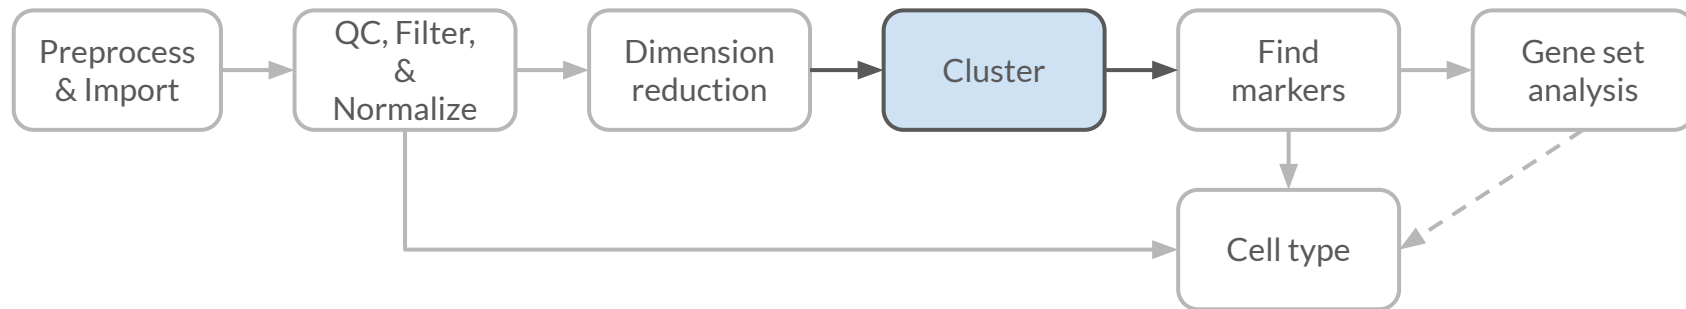 Preprocess
& Import
QC, Filter,
&
Normalize
Dimension
reduction
Cluster
Find
markers
Gene set
analysis
Cell type